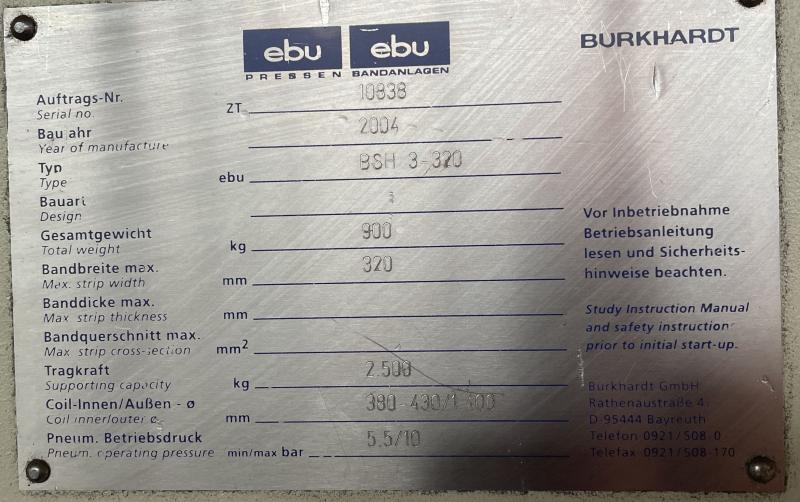 ebu ebu BURKHARDT
PRESSEN BANDANLAGEN
Auftrags-Nr. ZT 10838
Serial no.
Baujahr 2004
Year of manufacture
Typ ebu BSH 3-320
Type
Bauart
Design
Gesamtgewicht kg 900
Total weight
Bandbreite max. mm 320
Max. strip width
Banddicke max. mm
Max strip thickness
Bandquerschnitt max. mm²
Max strip cross-section
Tragkraft kg 2.500
Supporting capacity
Coil-Innen/Außen - ø mm 380-430/1
Coil inner/outer ø
Pneum. Betriebsdruck min/max bar 5.5/10
Pneum. operating pressure
Vor Inbetriebnahme
Betriebsanleitung
lesen und Sicherheits-
hinweise beachten.
Study Instruction Manual
and safety instruction
prior to initial start-up.
Burkhardt GmbH
Rathenaustraße 4
D-95444 Bayreuth
Telefon 0921/508-0
Telefax 0921/508-170